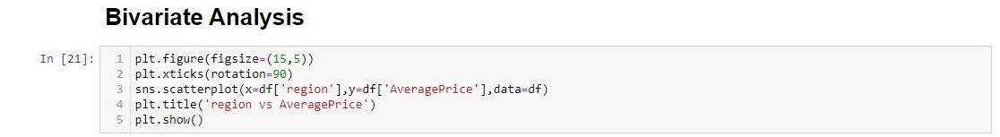 Bivariate Analysis
In [21]:
1 plt.figure(figsize=(15,5))
2 plt.xticks(rotation=90)
3 sns.scatterplot(x=df['region'],y=df['AveragePrice'],data=df)
4 plt.title('region vs AveragePrice')
5 plt.show()